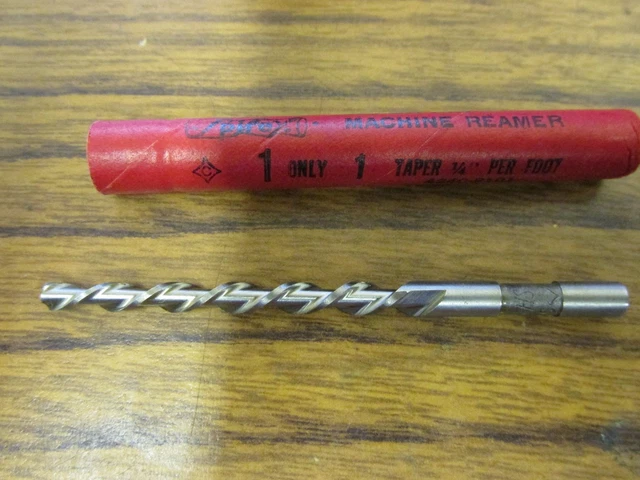 MACHINE REAMER
C 1 ONLY 1 TAPER 1/4" PER FOOT